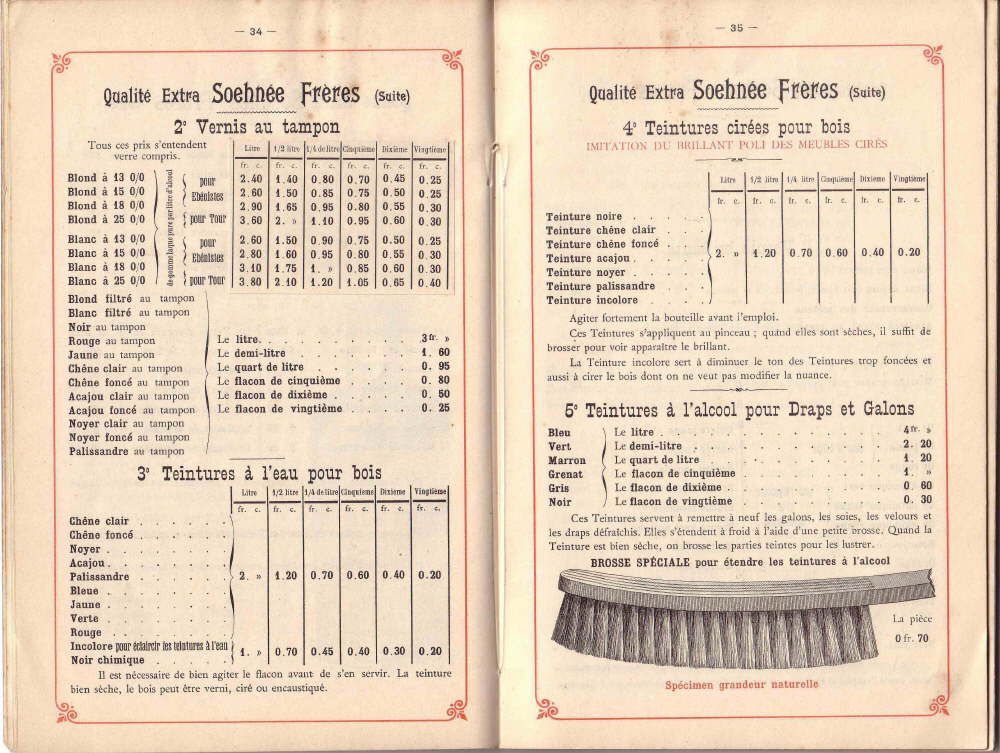 — 34 —
Qualité Extra Soehnée Frères (Suite)
2° Vernis au tampon
Tous ces prix s'entendent
verre compris.
Litre 1/2 litre 1/4 de litre Cinquième Dixième Vingtième
fr. c. fr. c. fr. c. fr. c. fr. c. fr. c.
de gomme laque pure par litre d'alcool
Blond à 13 0/0 pour Ebénistes 2.40 1.40 0.80 0.70 0.45 0.25
Blond à 15 0/0 2.60 1.50 0.85 0.75 0.50 0.25
Blond à 18 0/0 2.90 1.65 0.95 0.80 0.55 0.30
Blond à 25 0/0 pour Tour 3.60 2. » 1.10 0.95 0.60 0.30
Blanc à 13 0/0 pour Ebénistes 2.60 1.50 0.90 0.75 0.50 0.25
Blanc à 15 0/0 2.80 1.60 0.95 0.80 0.55 0.30
Blanc à 18 0/0 3.10 1.75 1. » 0.85 0.60 0.30
Blanc à 25 0/0 pour Tour 3.80 2.10 1.20 1.05 0.65 0.40
Blond filtré au tampon
Blanc filtré au tampon
Noir au tampon
Rouge au tampon
Jaune au tampon
Chêne clair au tampon
Chêne foncé au tampon
Acajou clair au tampon
Acajou foncé au tampon
Noyer clair au tampon
Noyer foncé au tampon
Palissandre au tampon
Le litre. . . . . . . . . . . 3 fr. »
Le demi-litre . . . . . . . . 1. 60
Le quart de litre . . . . . . 0. 95
Le flacon de cinquième . . . . 0. 80
Le flacon de dixième . . . . . 0. 50
Le flacon de vingtième . . . . 0. 25
3° Teintures à l'eau pour bois
Litre 1/2 litre 1/4 de litre Cinquième Dixième Vingtième
fr. c. fr. c. fr. c. fr. c. fr. c. fr. c.
Chêne clair . . . . . .
Chêne foncé . . . . . .
Noyer . . . . . . .
Acajou . . . . . . .
Palissandre . . . . . . 2. » 1.20 0.70 0.60 0.40 0.20
Bleue . . . . . . .
Jaune . . . . . . .
Verte . . . . . . .
Rouge . . . . . . .
Incolore pour éclaircir les teintures à l'eau
Noir chimique . . . . 1. » 0.70 0.45 0.40 0.30 0.20
Il est nécessaire de bien agiter le flacon avant de s'en servir. La teinture
bien sèche, le bois peut être verni, ciré ou encaustiqué.
— 35 —
Qualité Extra Soehnée Frères (Suite)
4° Teintures cirées pour bois
IMITATION DU BRILLANT POLI DES MEUBLES CIRÉS
Litre 1/2 litre 1/4 litre Cinquième Dixième Vingtième
fr. c. fr. c. fr. c. fr. c. fr. c. fr. c.
Teinture noire . . . . .
Teinture chêne clair . . .
Teinture chêne foncé . . .
Teinture acajou . . . . 2. » 1.20 0.70 0.60 0.40 0.20
Teinture noyer . . . . .
Teinture palissandre . . .
Teinture incolore . . . .
Agiter fortement la bouteille avant l'emploi.
Ces Teintures s'appliquent au pinceau ; quand elles sont sèches, il suffit de
brosser pour voir apparaître le brillant.
La Teinture incolore sert à diminuer le ton des Teintures trop foncées et
aussi à cirer le bois dont on ne veut pas modifier la nuance.
5° Teintures à l'alcool pour Draps et Galons
Bleu Le litre . . . . . . . . . . . 4 fr. »
Vert Le demi-litre . . . . . . . . . 2. 20
Marron Le quart de litre . . . . . . . 1. 20
Grenat Le flacon de cinquième . . . . . 1. »
Gris Le flacon de dixième . . . . . . 0. 60
Noir Le flacon de vingtième . . . . . 0. 30
Ces Teintures servent à remettre à neuf les galons, les soies, les velours et
les draps défraîchis. Elles s'étendent à froid à l'aide d'une petite brosse. Quand la
Teinture est bien sèche, on brosse les parties teintes pour les lustrer.
BROSSE SPÉCIALE pour étendre les teintures à l'alcool
La pièce
0 fr. 70
Spécimen grandeur naturelle